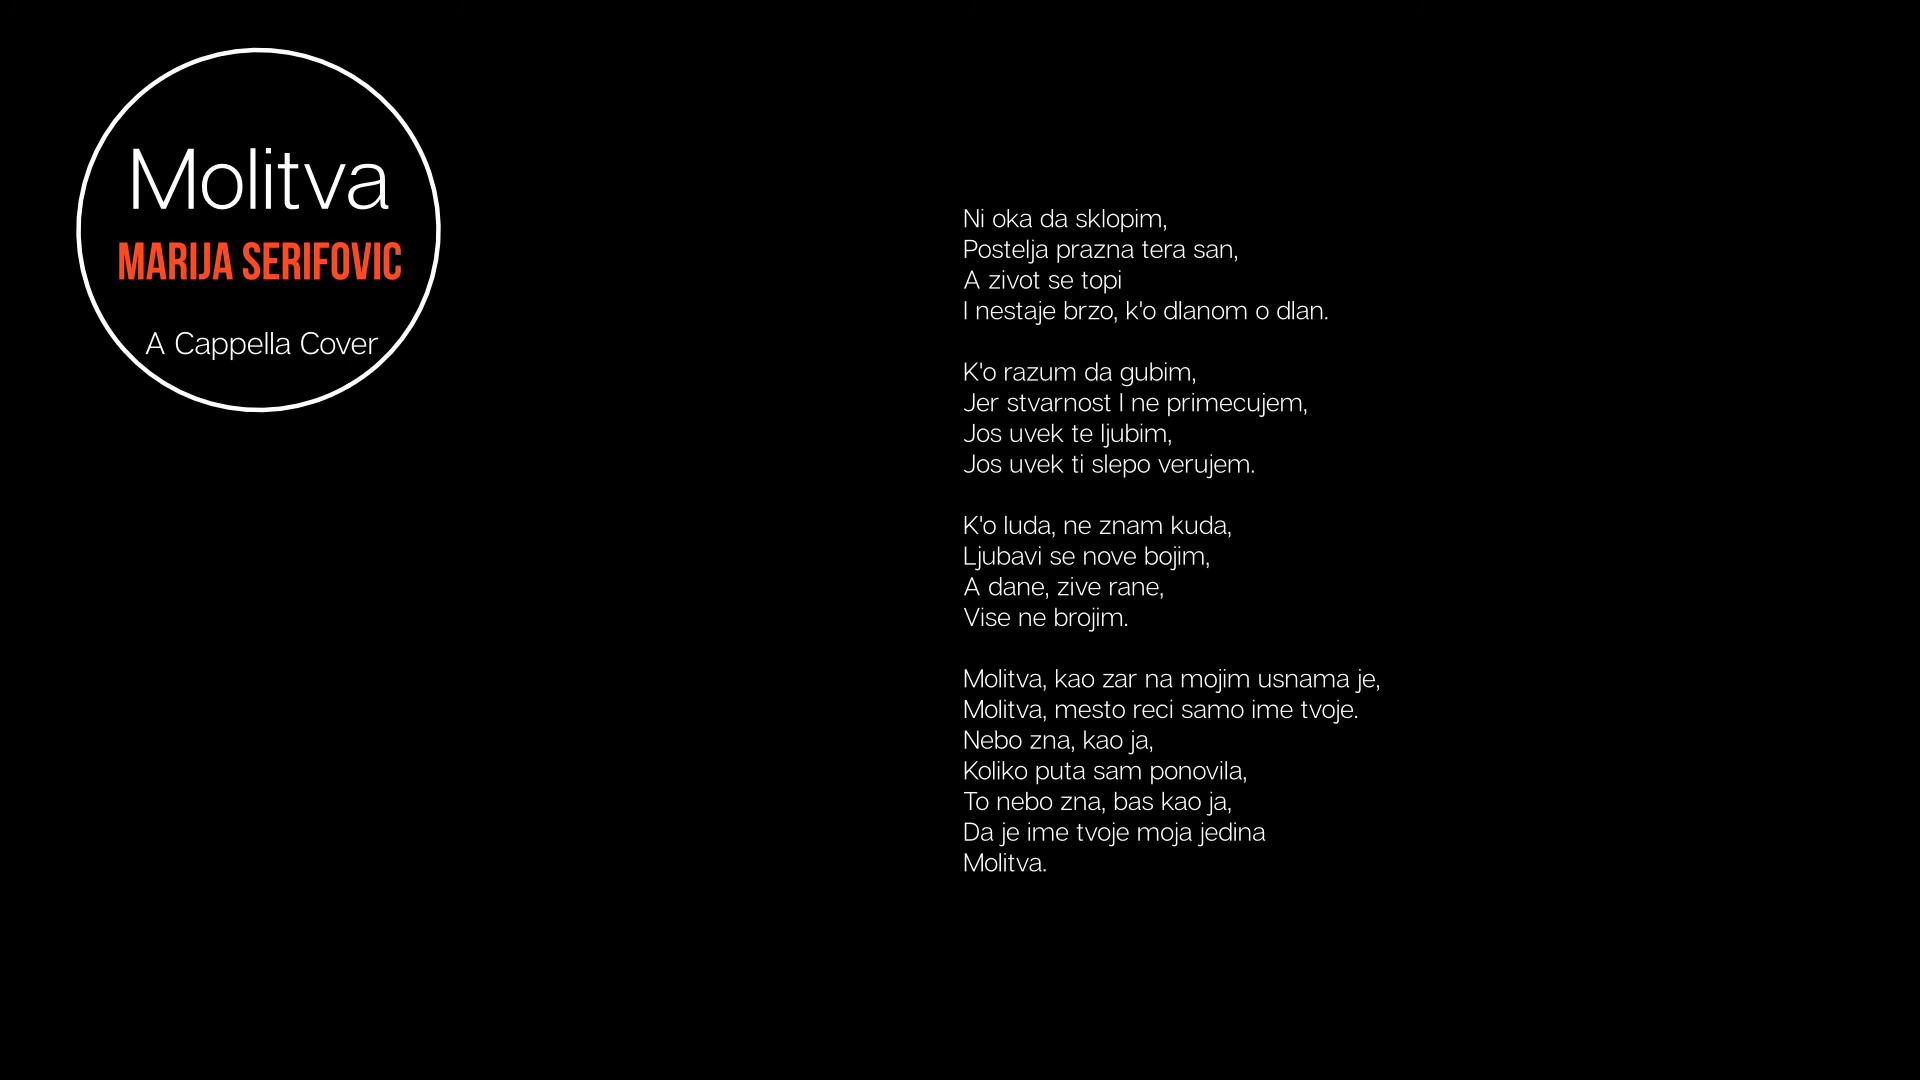 Molitva
MARIJA SERIFOVIC
A Cappella Cover
Ni oka da sklopim,
Postelja prazna tera san,
A zivot se topi
I nestaje brzo, k'o dlanom o dlan.
K'o razum da gubim,
Jer stvarnost I ne primecujem,
Jos uvek te ljubim,
Jos uvek ti slepo verujem.
K'o luda, ne znam kuda,
Ljubavi se nove bojim,
A dane, zive rane,
Vise ne brojim.
Molitva, kao zar na mojim usnama je,
Molitva, mesto reci samo ime tvoje.
Nebo zna, kao ja,
Koliko puta sam ponovila,
To nebo zna, bas kao ja,
Da je ime tvoje moja jedina
Molitva.